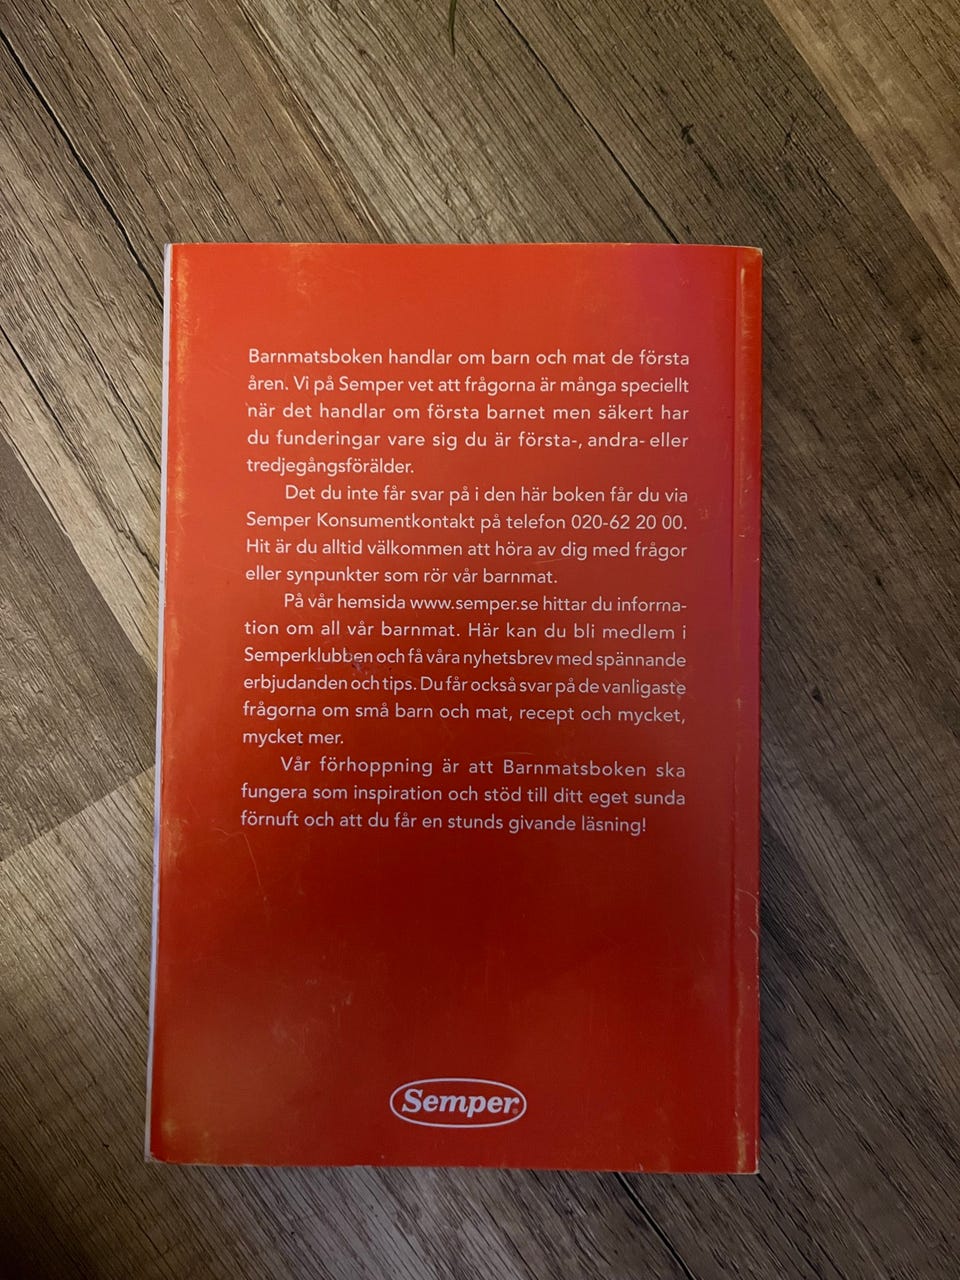 Barnmatsboken handlar om barn och mat de första
åren. Vi på Semper vet att frågorna är många speciellt
när det handlar om första barnet men säkert har
du funderingar vare sig du är första-, andra- eller
tredjegångsförälder.
Det du inte får svar på i den här boken får du via
Semper Konsumentkontakt på telefon 020-62 20 00.
Hit är du alltid välkommen att höra av dig med frågor
eller synpunkter som rör vår barnmat.
På vår hemsida www.semper.se hittar du informa-
tion om all vår barnmat. Här kan du bli medlem i
Semperklubben och få våra nyhetsbrev med spännande
erbjudanden och tips. Du får också svar på de vanligaste
frågorna om små barn och mat, recept och mycket,
mycket mer.
Vår förhoppning är att Barnmatsboken ska
fungera som inspiration och stöd till ditt eget sunda
förnuft och att du får en stunds givande läsning!
Semper®